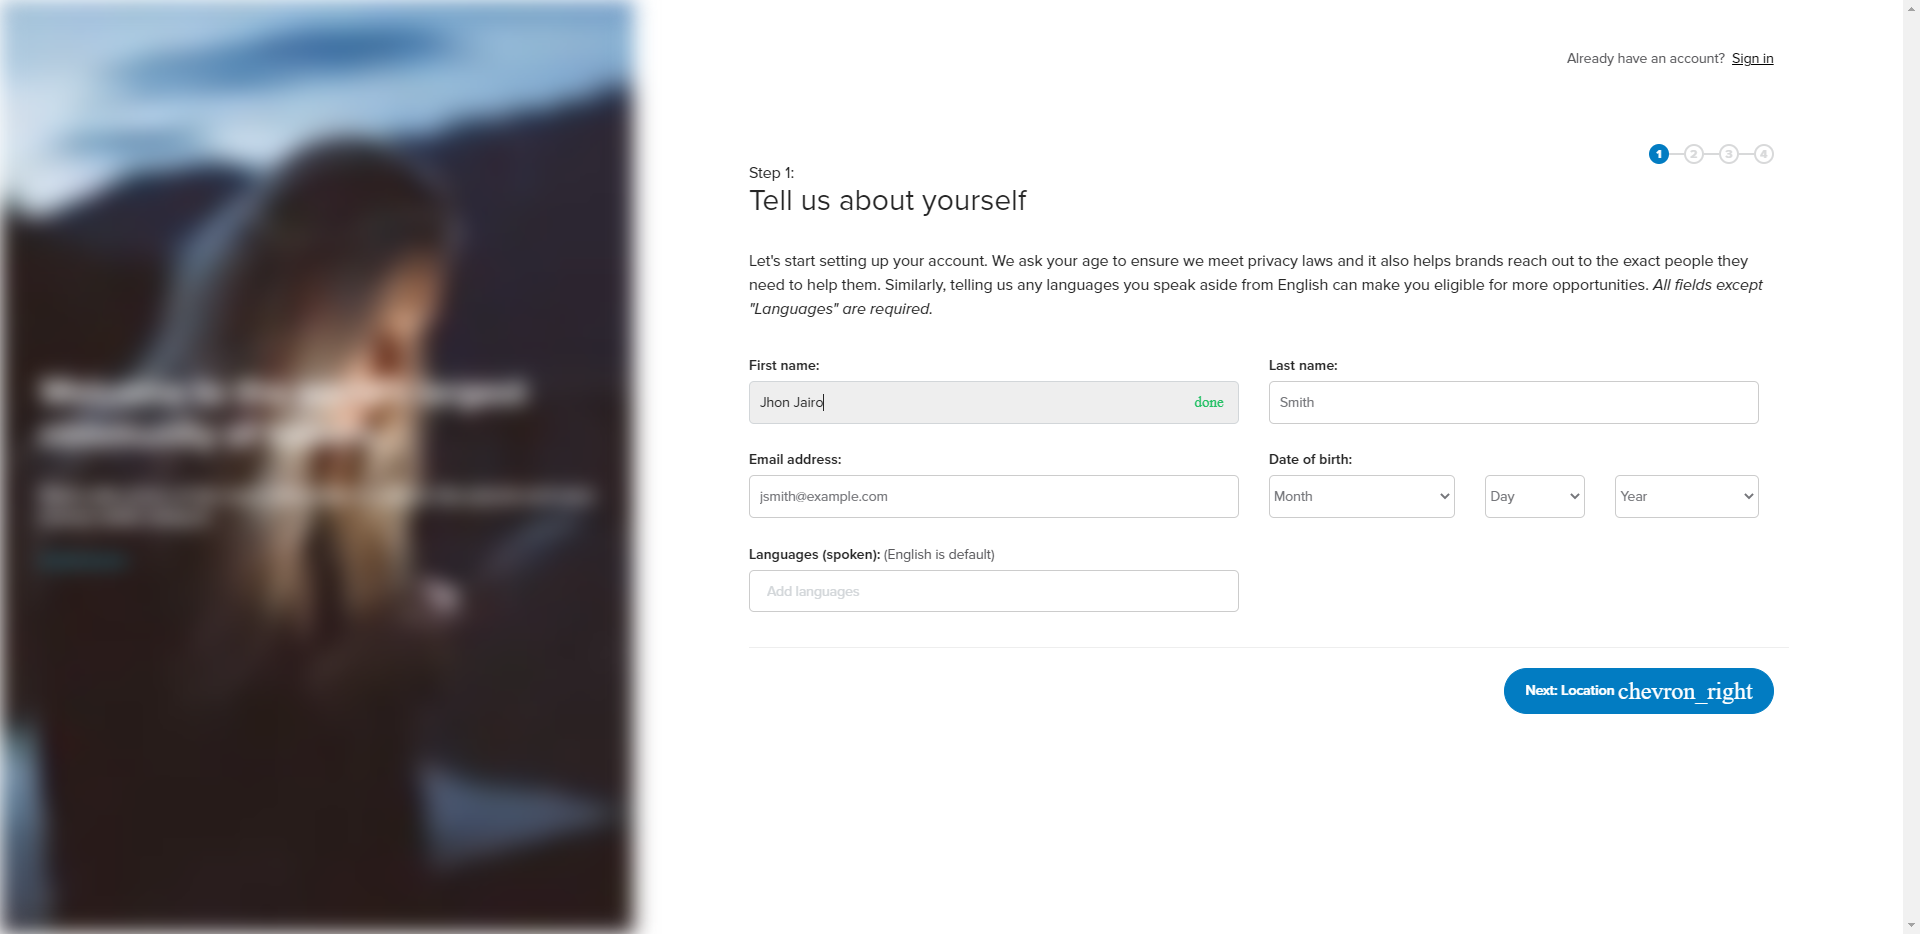 Already have an account? Sign in
1 2 3 4
Step 1:
Tell us about yourself
Let's start setting up your account. We ask your age to ensure we meet privacy laws and it also helps brands reach out to the exact people they
need to help them. Similarly, telling us any languages you speak aside from English can make you eligible for more opportunities. All fields except
"Languages" are required.
First name:
Last name:
Jhon Jairo done
Smith
Email address:
Date of birth:
jsmith@example.com
Month Day Year
Languages (spoken): (English is default)
Add languages
Next: Location chevron_right